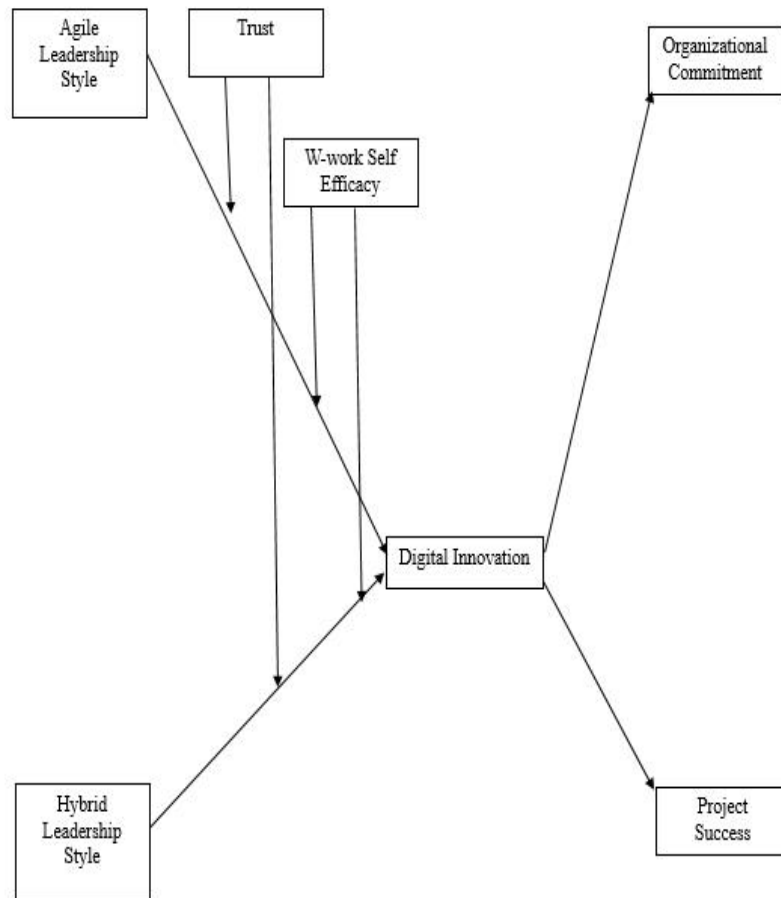 Agile
Leadership
Style
Trust
Organizational
Commitment
W-work Self
Efficacy
Digital Innovation
Hybrid
Leadership
Style
Project
Success